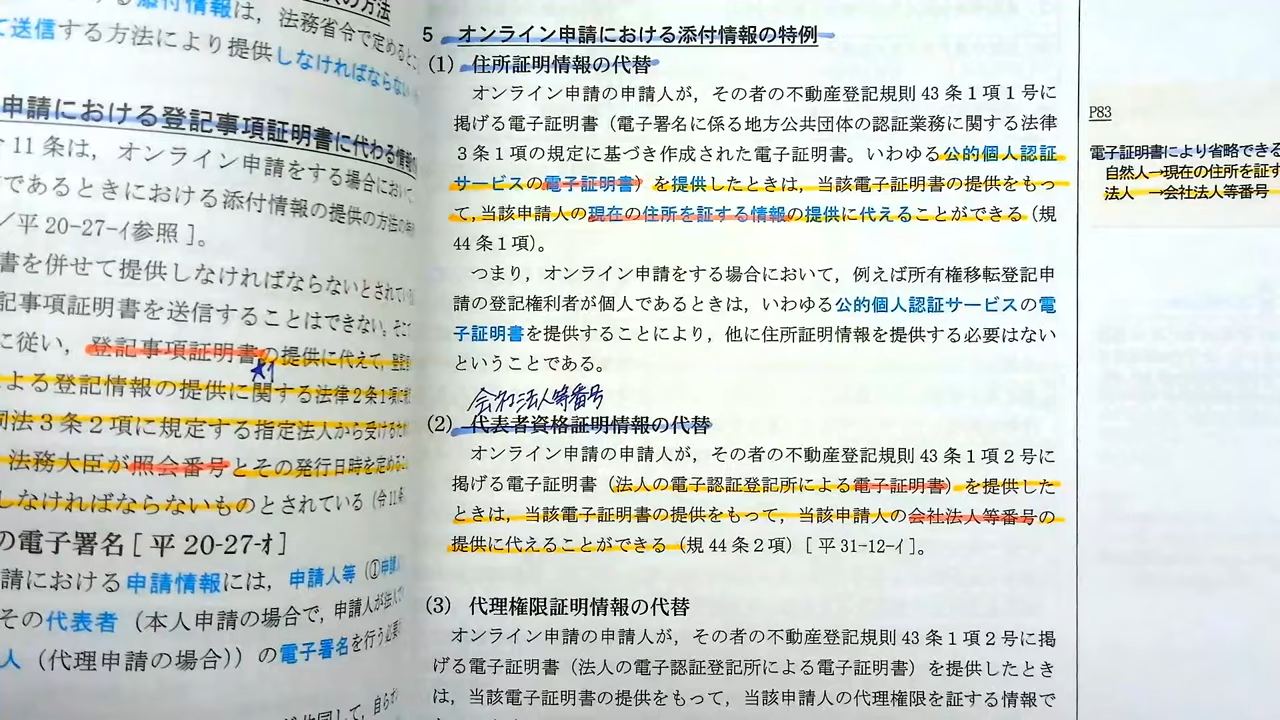 添付情報は，法務省令で定めるとこ
て送信する方法により提供しなければならない
申請における登記事項証明書に代わる情報
11条は，オンライン申請をする場合において，
であるときにおける添付情報の提供の方法の
／平20-27-イ参照］。
書を併せて提供しなければならないとされてい
記事項証明書を送信することはできない。そこ
に従い，登記事項証明書の提供に代えて，登記
★1
よる登記情報の提供に関する法律2条1項に
司法3条2項に規定する指定法人から受けるため
法務大臣が照会番号とその発行日時を定める
しなければならないものとされている（令11条
の電子署名［平20-27-オ］
請における申請情報には，申請人等（①申請人
その代表者（本人申請の場合で，申請人が法人で
人（代理申請の場合））の電子署名を行う必要
5　オンライン申請における添付情報の特例
(1)　住所証明情報の代替
オンライン申請の申請人が，その者の不動産登記規則43条1項1号に
掲げる電子証明書（電子署名に係る地方公共団体の認証業務に関する法律
3条1項の規定に基づき作成された電子証明書。いわゆる公的個人認証
サービスの電子証明書）を提供したときは，当該電子証明書の提供をもっ
て，当該申請人の現在の住所を証する情報の提供に代えることができる（規
44条1項）。
つまり，オンライン申請をする場合において，例えば所有権移転登記申
請の登記権利者が個人であるときは，いわゆる公的個人認証サービスの電
子証明書を提供することにより，他に住所証明情報を提供する必要はない
ということである。
会社法人等番号
(2)　代表者資格証明情報の代替
オンライン申請の申請人が，その者の不動産登記規則43条1項2号に
掲げる電子証明書（法人の電子認証登記所による電子証明書）を提供した
ときは，当該電子証明書の提供をもって，当該申請人の会社法人等番号の
提供に代えることができる（規44条2項）［平31-12-イ］。
(3)　代理権限証明情報の代替
オンライン申請の申請人が，その者の不動産登記規則43条1項2号に掲
げる電子証明書（法人の電子認証登記所による電子証明書）を提供したとき
は，当該電子証明書の提供をもって，当該申請人の代理権限を証する情報で
P83
電子証明書により省略できる
自然人→現在の住所を証す
法人　→会社法人等番号